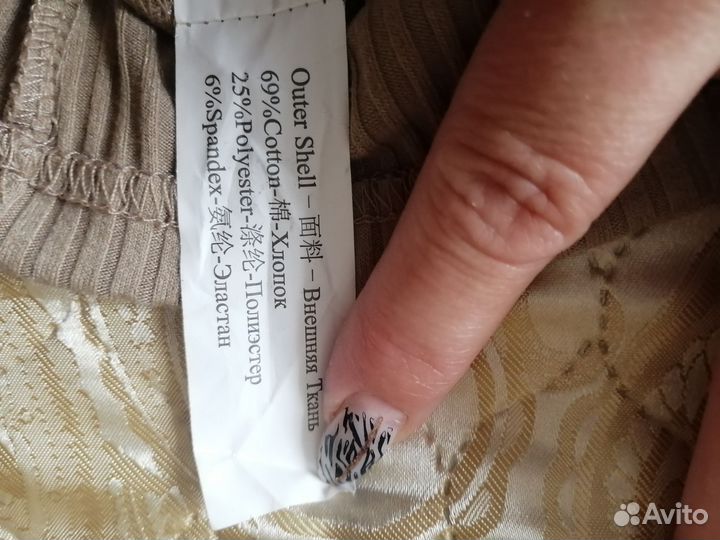 Outer Shell – 面料 – Внешняя Ткань
69%Cotton-棉-Хлопок
25%Polyester-涤纶-Полиэстер
6%Spandex-氨纶-Эластан
Avito